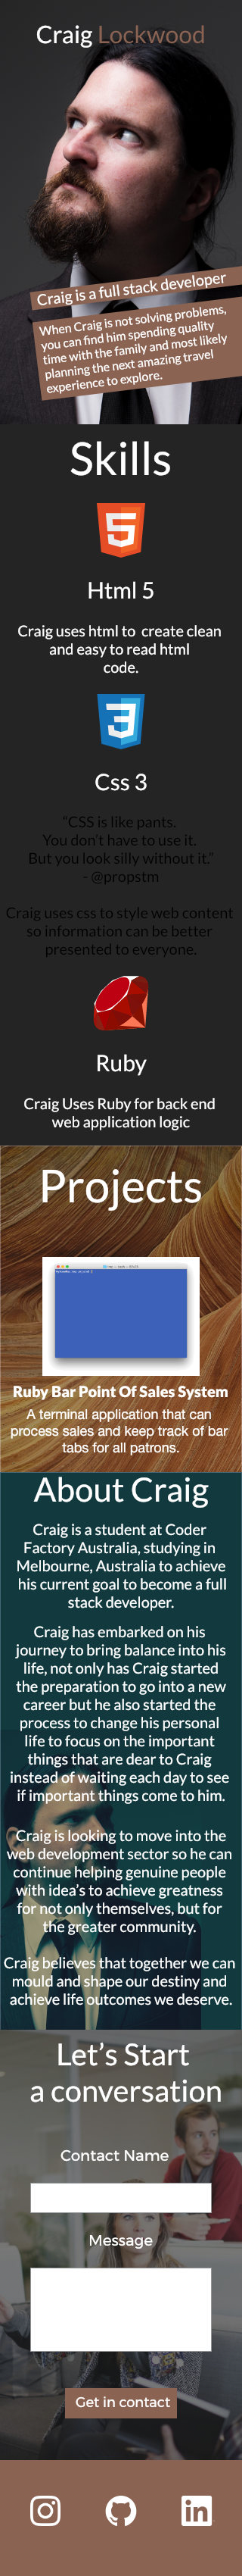 Craig Lockwood
Craig is a full stack developer
When Craig is not solving problems,
you can find him spending quality
time with the family and most likely
planning the next amazing travel
experience to explore.
Skills
5
Html 5
Craig uses html to create clean
and easy to read html
code.
3
Css 3
"CSS is like pants.
You don't have to use it.
But you look silly without it."
- @propstm
Craig uses css to style web content
so information can be better
presented to everyone.
Ruby
Craig Uses Ruby for back end
web application logic
Projects
Ruby Bar Point Of Sales System
A terminal application that can
process sales and keep track of bar
tabs for all patrons.
About Craig
Craig is a student at Coder
Factory Australia, studying in
Melbourne, Australia to achieve
his current goal to become a full
stack developer.
Craig has embarked on his
journey to bring balance into his
life, not only has Craig started
the preparation to go into a new
career but he also started the
process to change his personal
life to focus on the important
things that are dear to Craig
instead of waiting each day to see
if important things come to him.
Craig is looking to move into the
web development sector so he can
continue helping genuine people
with idea's to achieve greatness
for not only themselves, but for
the greater community.
Craig believes that together we can
mould and shape our destiny and
achieve life outcomes we deserve.
Let's Start
a conversation
Contact Name
Message
Get in contact
in